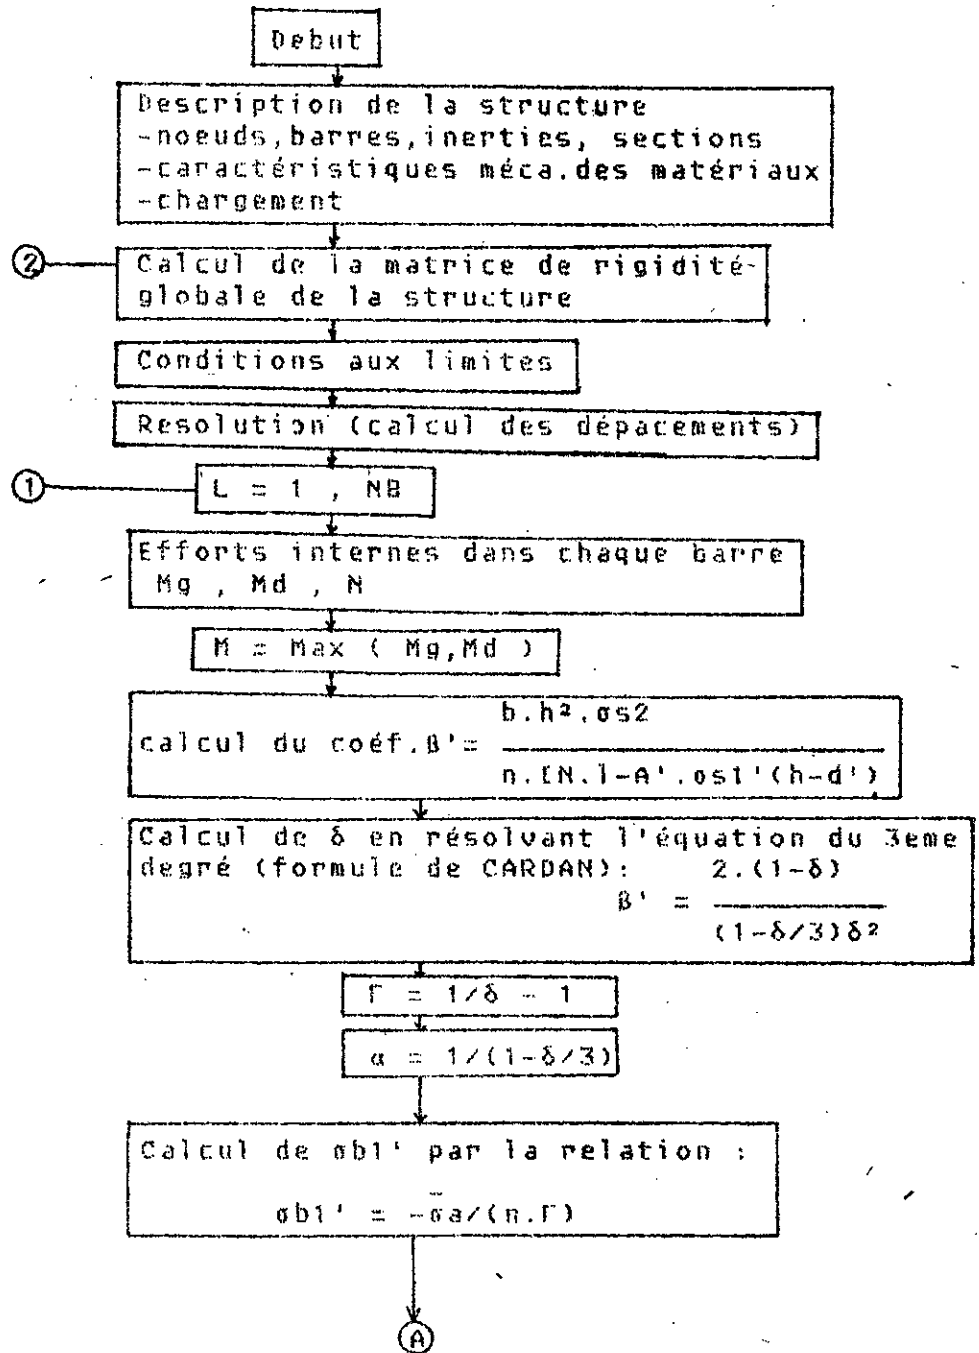 Debut
Description de la structure
-noeuds,barres,inerties, sections
-caractéristiques méca.des matériaux
-chargement
②
Calcul de la matrice de rigidité-
globale de la structure
Conditions aux limites
Resolution (calcul des dépacements)
①
L = 1 , NB
Efforts internes dans chaque barre
Mg , Md , N
M = Max ( Mg,Md )
b.h².σs2
calcul du coéf.β'=
n.[N.l-A'.σs1'(h-d')
Calcul de δ en résolvant l'équation du 3eme
degré (formule de CARDAN): 2.(1-δ)
β' =
(1-δ/3)δ²
Γ = 1/δ - 1
α = 1/(1-δ/3)
Calcul de σb1' par la relation :
σb1' = -σ̄a/(n.Γ)
A